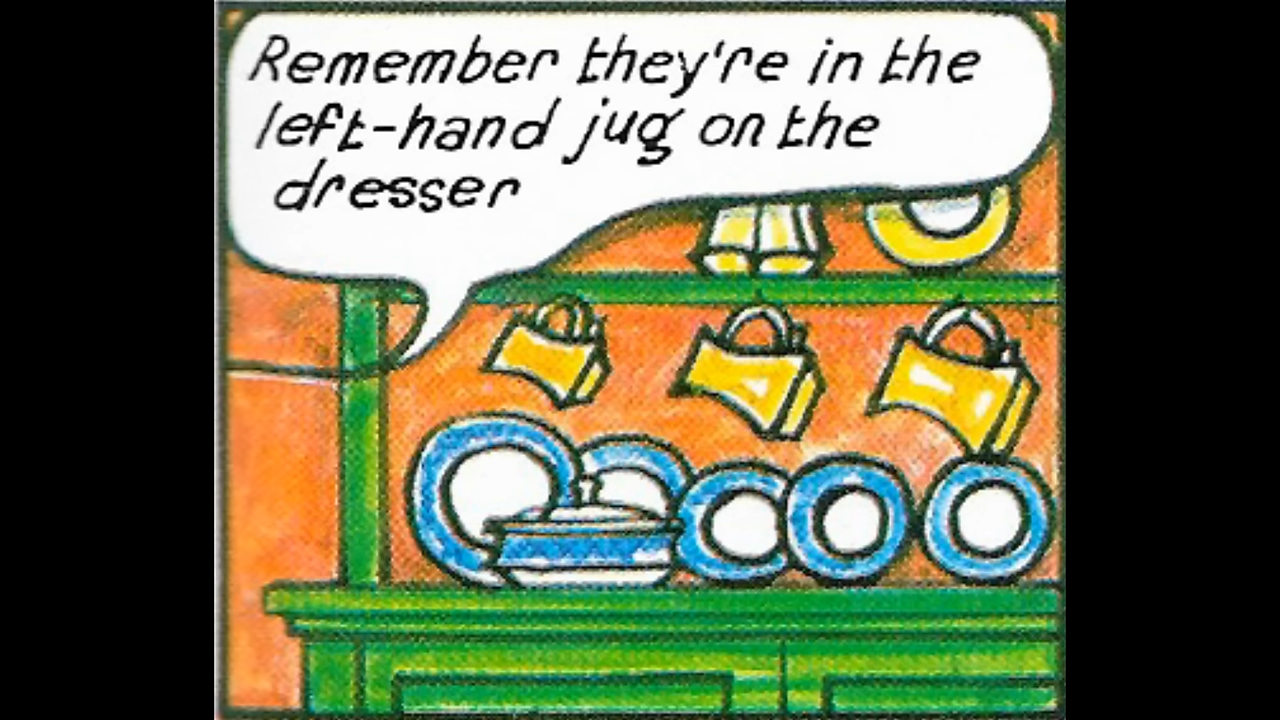 Remember they're in the
left-hand jug on the
dresser